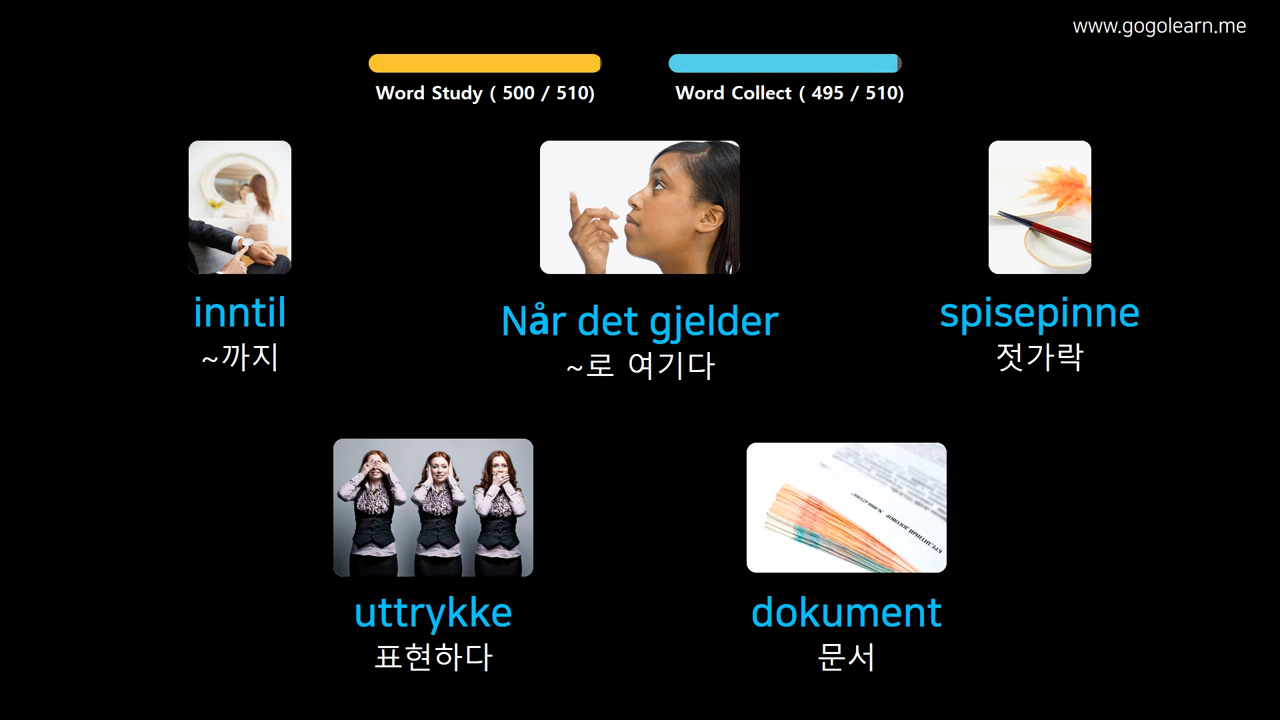 www.gogolearn.me
Word Study ( 500 / 510)
Word Collect ( 495 / 510)
inntil
~까지
Når det gjelder
~로 여기다
spisepinne
젓가락
uttrykke
표현하다
dokument
문서